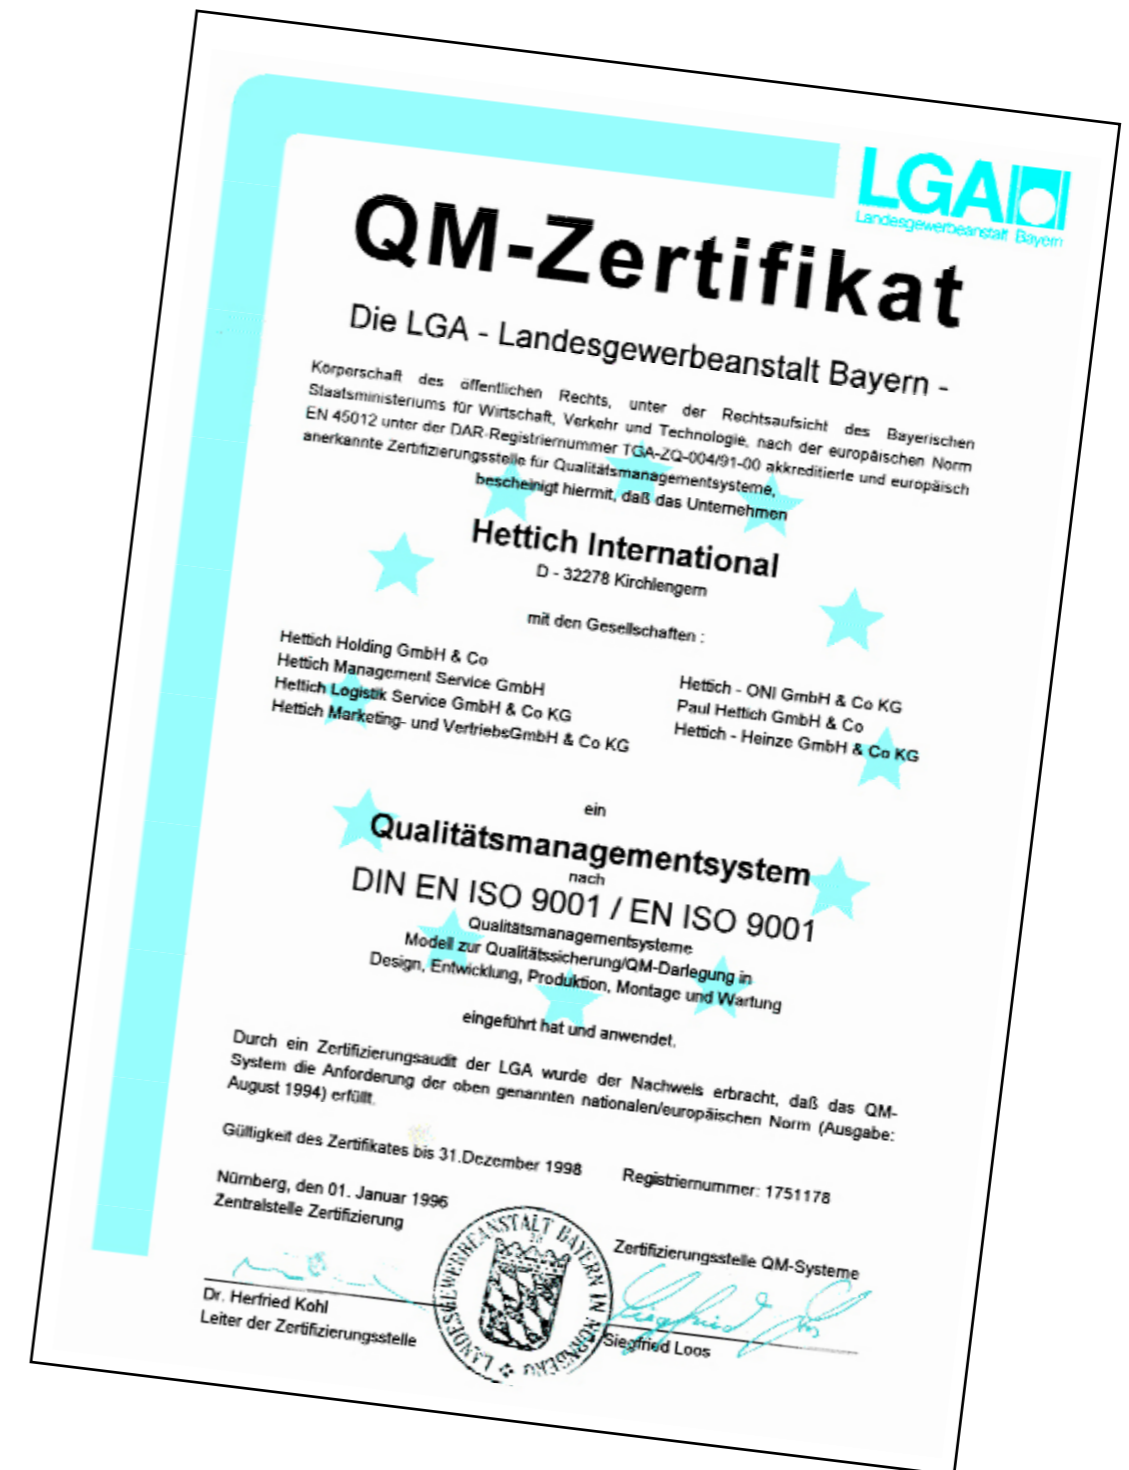 LGA
Landesgewerbeanstalt Bayern
QM-Zertifikat
Die LGA - Landesgewerbeanstalt Bayern -
Körperschaft des öffentlichen Rechts, unter der Rechtsaufsicht des Bayerischen
Staatsministeriums für Wirtschaft, Verkehr und Technologie, nach der europäischen Norm
EN 45012 unter der DAR-Registriernummer TGA-ZQ-004/91-00 akkreditierte und europäisch
anerkannte Zertifizierungsstelle für Qualitätsmanagementsysteme,
bescheinigt hiermit, daß das Unternehmen
Hettich International
D - 32278 Kirchlengern
mit den Gesellschaften :
Hettich Holding GmbH & Co
Hettich Management Service GmbH
Hettich Logistik Service GmbH & Co KG
Hettich Marketing- und VertriebsGmbH & Co KG
Hettich - ONI GmbH & Co KG
Paul Hettich GmbH & Co
Hettich - Heinze GmbH & Co KG
ein
Qualitätsmanagementsystem
nach
DIN EN ISO 9001 / EN ISO 9001
Qualitätsmanagementsysteme
Modell zur Qualitätssicherung/QM-Darlegung in
Design, Entwicklung, Produktion, Montage und Wartung
eingeführt hat und anwendet.
Durch ein Zertifizierungsaudit der LGA wurde der Nachweis erbracht, daß das QM-
System die Anforderung der oben genannten nationalen/europäischen Norm (Ausgabe:
August 1994) erfüllt.
Gültigkeit des Zertifikates bis 31.Dezember 1998
Registriernummer: 1751178
Nürnberg, den 01. Januar 1996
Zentralstelle Zertifizierung
Zertifizierungsstelle QM-Systeme
LANDESGEWERBEANSTALT BAYERN IN NÜRNBERG
Siegfried Loos
Dr. Herfried Kohl
Leiter der Zertifizierungsstelle
Siegfried Loos